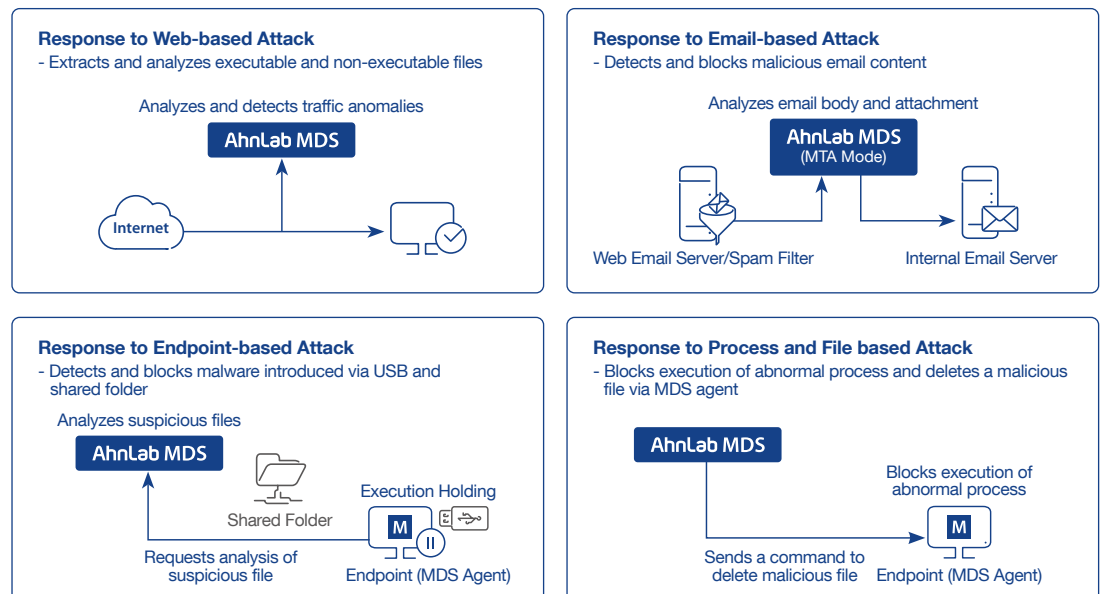 Response to Web-based Attack
- Extracts and analyzes executable and non-executable files
Analyzes and detects traffic anomalies
AhnLab MDS
Internet
Response to Email-based Attack
- Detects and blocks malicious email content
Analyzes email body and attachment
AhnLab MDS
(MTA Mode)
Web Email Server/Spam Filter
Internal Email Server
Response to Endpoint-based Attack
- Detects and blocks malware introduced via USB and
shared folder
Analyzes suspicious files
AhnLab MDS
Shared Folder
Execution Holding
M
Requests analysis of
suspicious file
Endpoint (MDS Agent)
Response to Process and File based Attack
- Blocks execution of abnormal process and deletes a malicious
file via MDS agent
AhnLab MDS
Blocks execution of
abnormal process
M
Sends a command to
delete malicious file
Endpoint (MDS Agent)